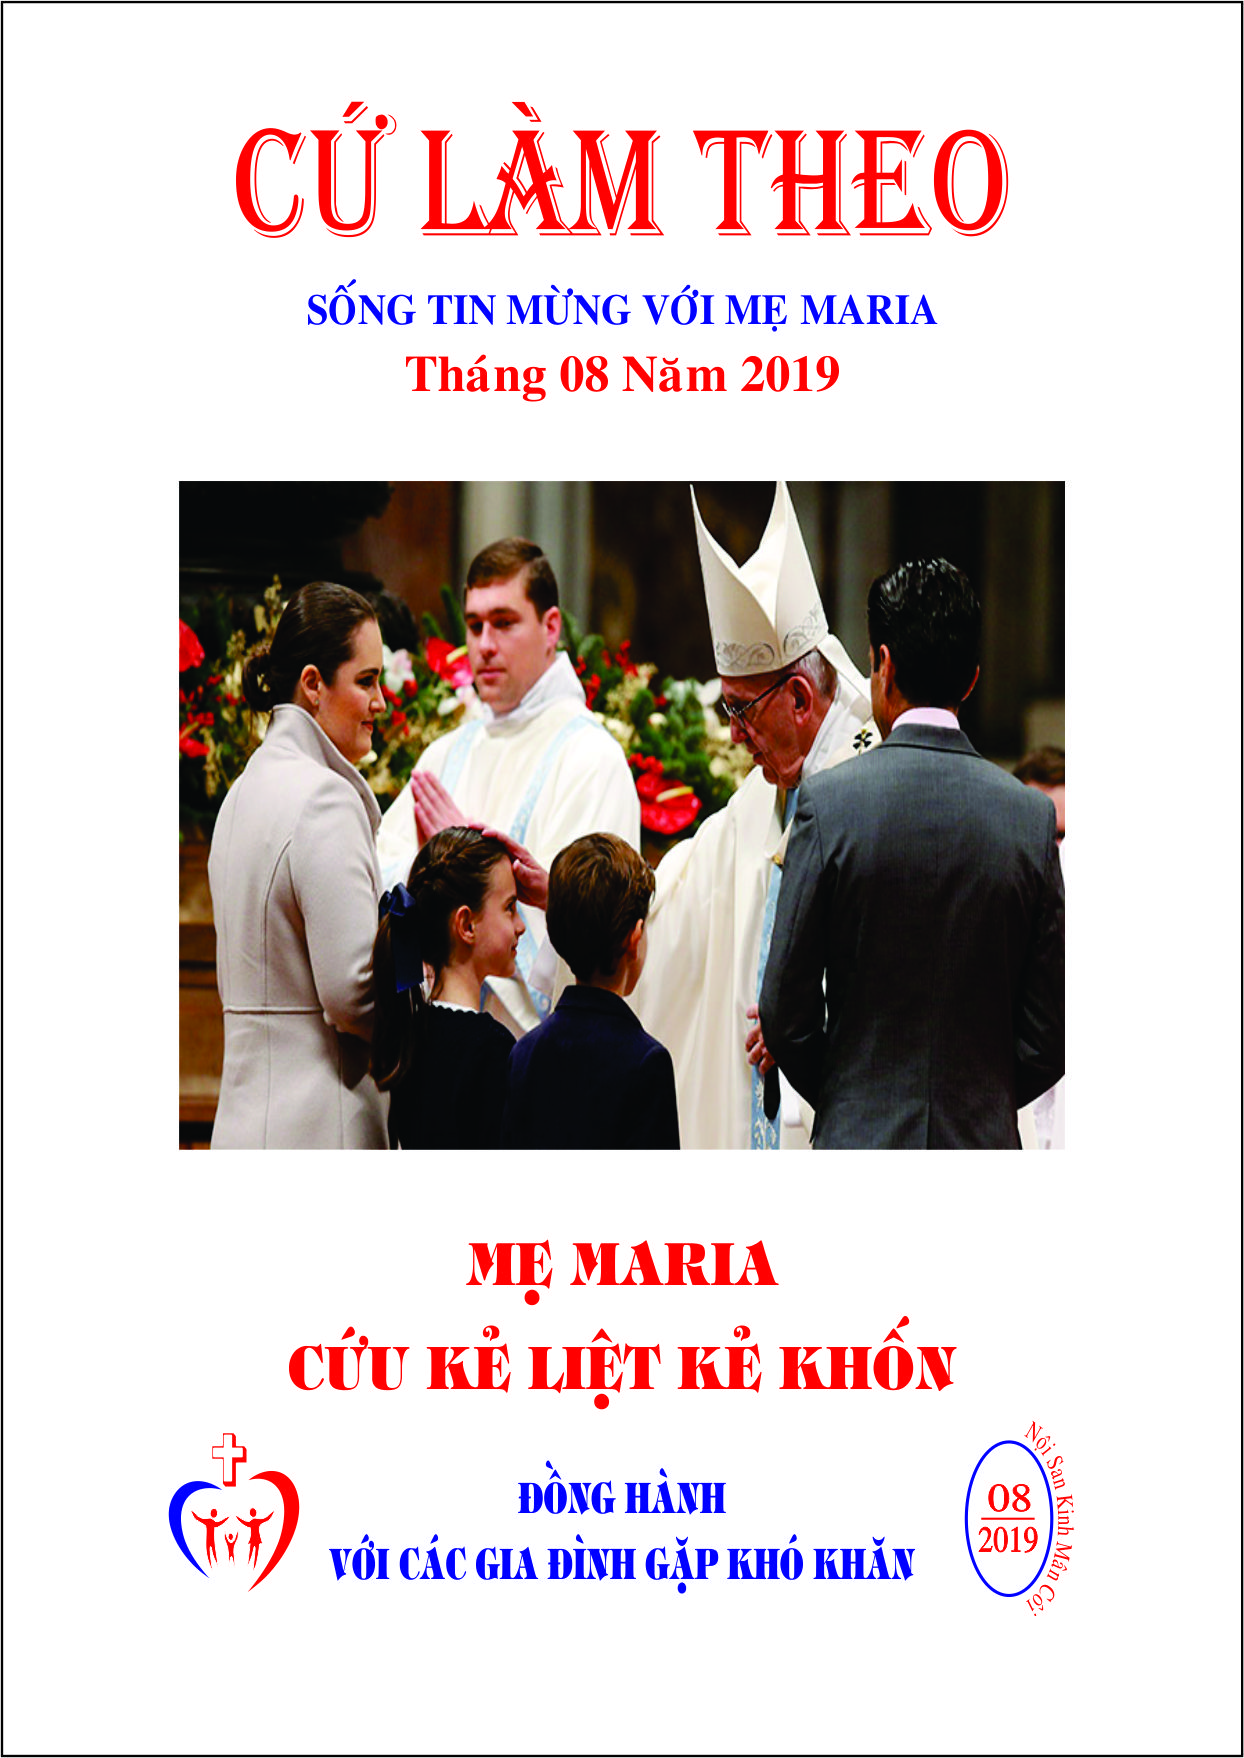 CỨ LÀM THEO
SỐNG TIN MỪNG VỚI MẸ MARIA
Tháng 08 Năm 2019
MẸ MARIA
CỨU KẺ LIỆT KẺ KHỐN
ĐỒNG HÀNH
VỚI CÁC GIA ĐÌNH GẶP KHÓ KHĂN
08
2019
Nội San Kinh Mân Côi